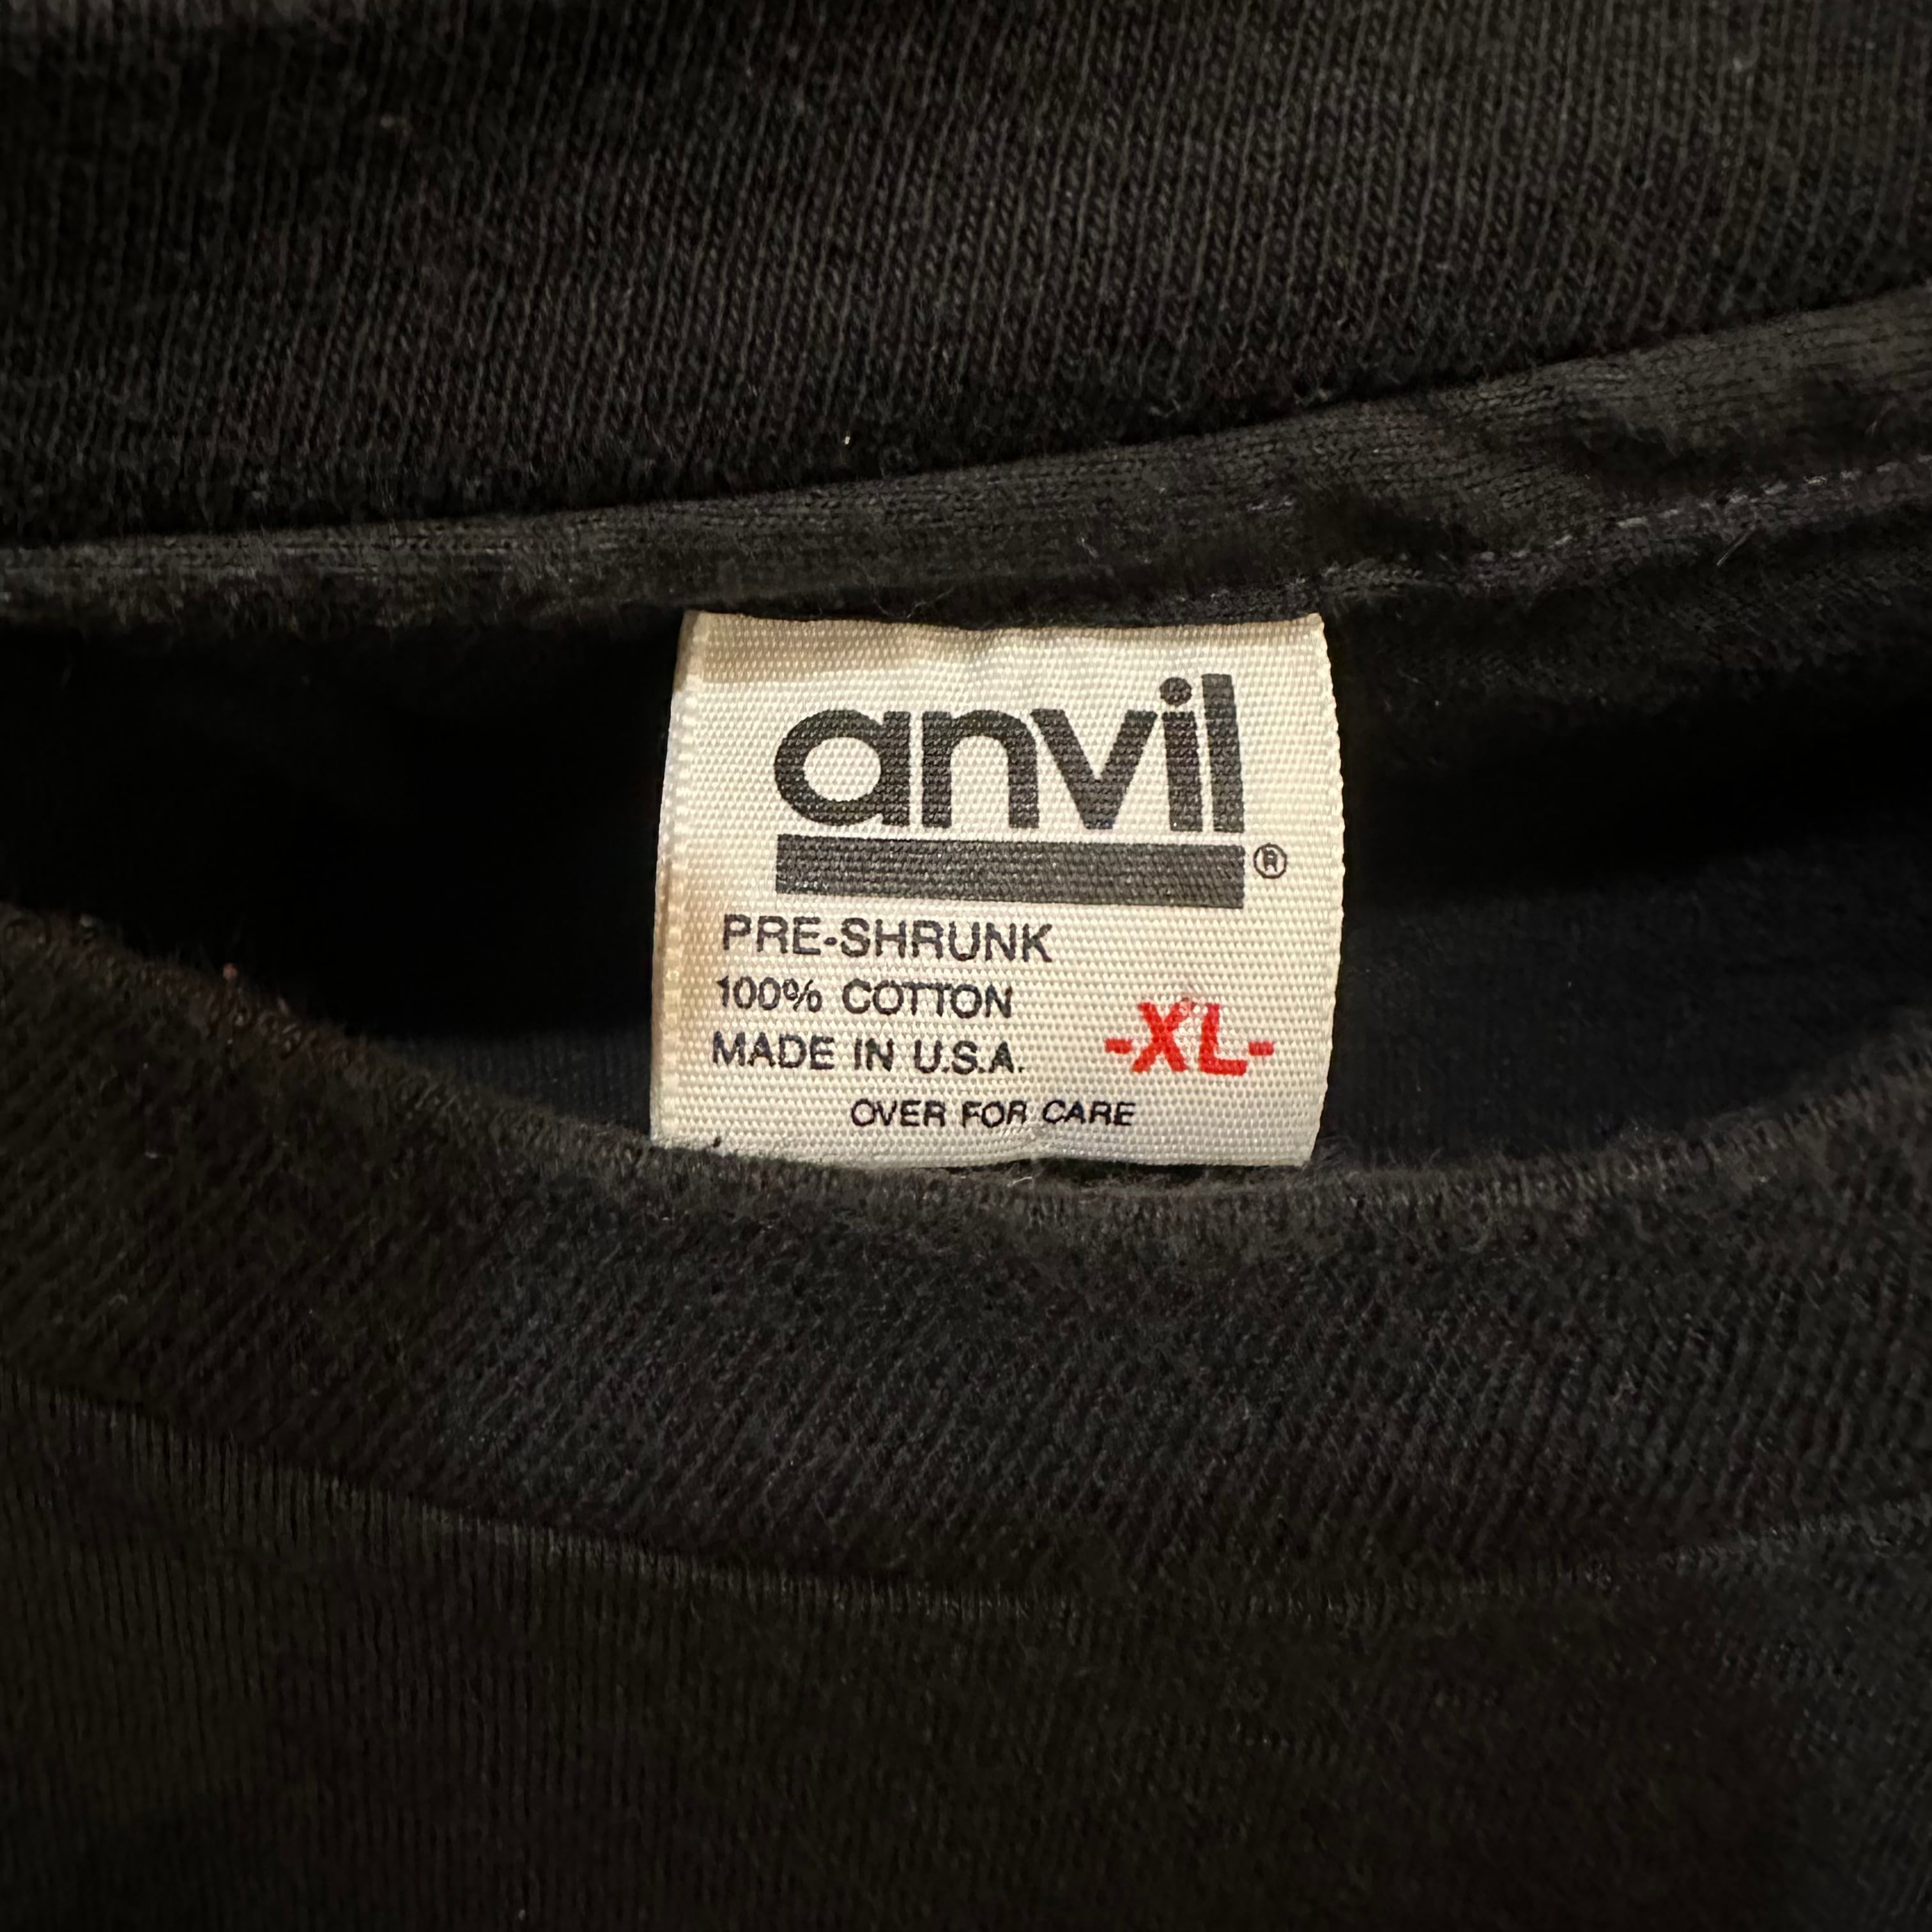 anvil®
PRE-SHRUNK
100% COTTON
MADE IN U.S.A. -XL-
OVER FOR CARE